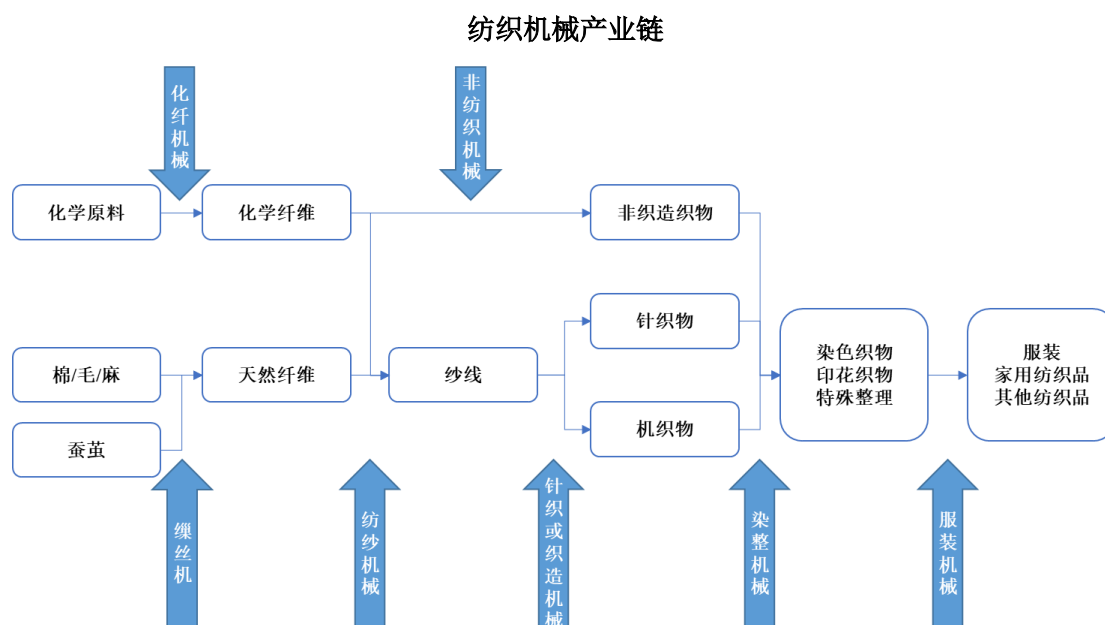 纺织机械产业链
化纤机械
非纺织机械
化学原料
化学纤维
非织造织物
针织物
棉/毛/麻
天然纤维
纱线
染色织物
印花织物
特殊整理
服装
家用纺织品
其他纺织品
蚕茧
机织物
缫丝机
纺纱机械
针织或织造机械
染整机械
服装机械